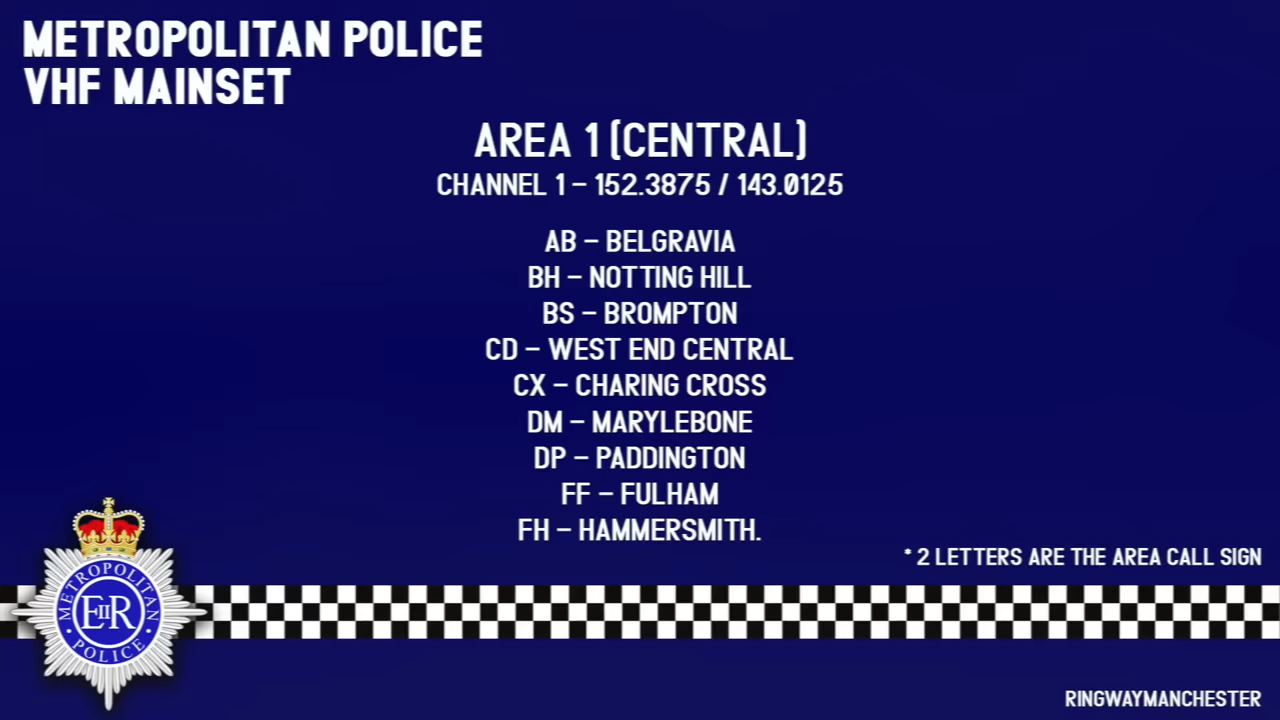 METROPOLITAN POLICE
VHF MAINSET
AREA 1 (CENTRAL)
CHANNEL 1 – 152.3875 / 143.0125
AB – BELGRAVIA
BH – NOTTING HILL
BS – BROMPTON
CD – WEST END CENTRAL
CX – CHARING CROSS
DM – MARYLEBONE
DP – PADDINGTON
FF – FULHAM
FH – HAMMERSMITH.
* 2 LETTERS ARE THE AREA CALL SIGN
METROPOLITAN
EIIR
POLICE
RINGWAYMANCHESTER